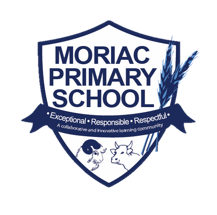 MORIAC
PRIMARY
SCHOOL
• Exceptional • Responsible • Respectful •
A collaborative and innovative learning community